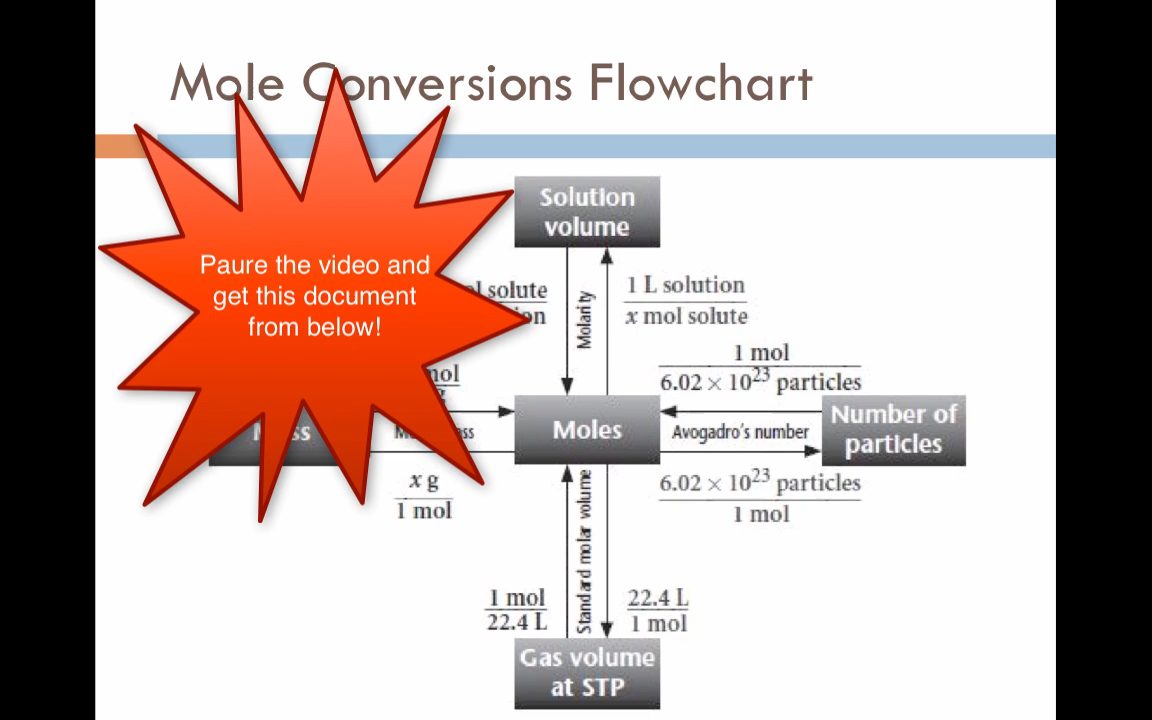 Mole Conversions Flowchart
Paure the video and
get this document
from below!
Solution
volume
solute
Molarity
1 L solution
x mol solute
1 mol
6.02 × 10²³ particles
Moles
Avogadro's number
Number of
particles
6.02 × 10²³ particles
1 mol
x g
1 mol
Standard molar volume
1 mol
22.4 L
22.4 L
1 mol
Gas volume
at STP